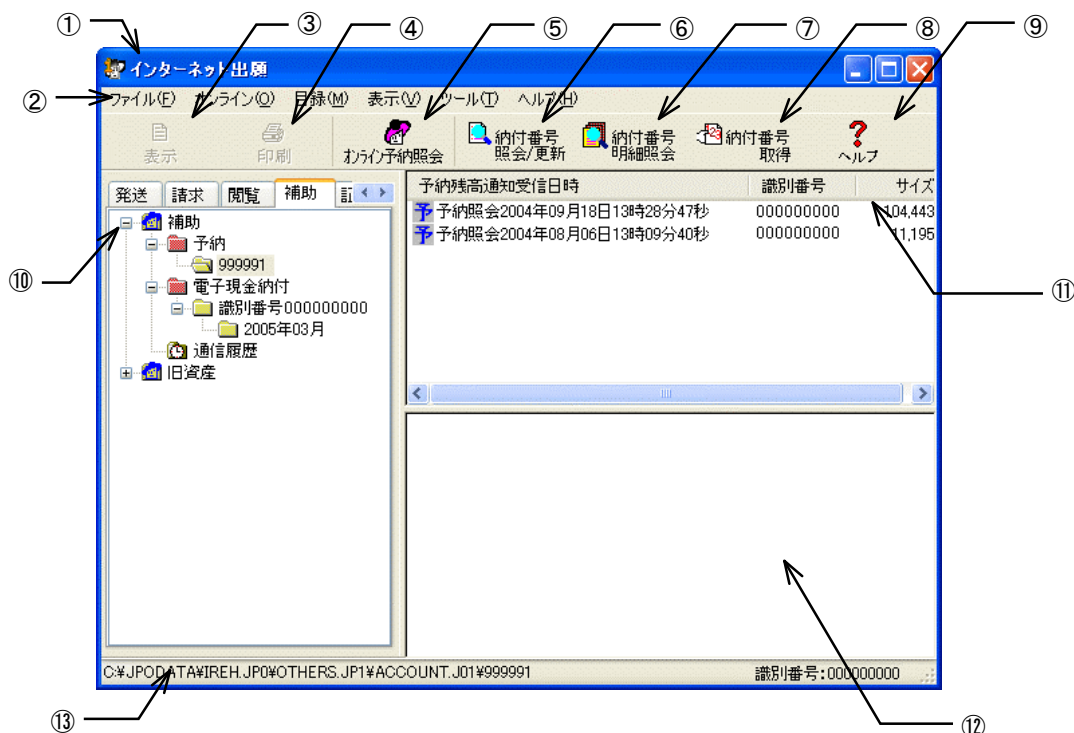 ① ③ ④ ⑤ ⑥ ⑦ ⑧ ⑨
インターネット出願
② ファイル(F) オンライン(O) 目録(M) 表示(V) ツール(T) ヘルプ(H)
表示 印刷 オンライン予納照会 納付番号 照会/更新 納付番号 明細照会 納付番号 取得 ヘルプ
発送 請求 閲覧 補助
予納残高通知受信日時 識別番号 サイズ
予 予納照会2004年09月18日13時28分47秒 000000000 104,443
予 予納照会2004年08月06日13時09分40秒 000000000 11,195
⑩ 補助
予納
999991
電子現金納付
識別番号000000000
2005年03月
通信履歴
旧資産
⑪
C:¥JPODATA¥IREH.JP0¥OTHERS.JP1¥ACCOUNT.J01¥999991 識別番号:000000000
⑬ ⑫